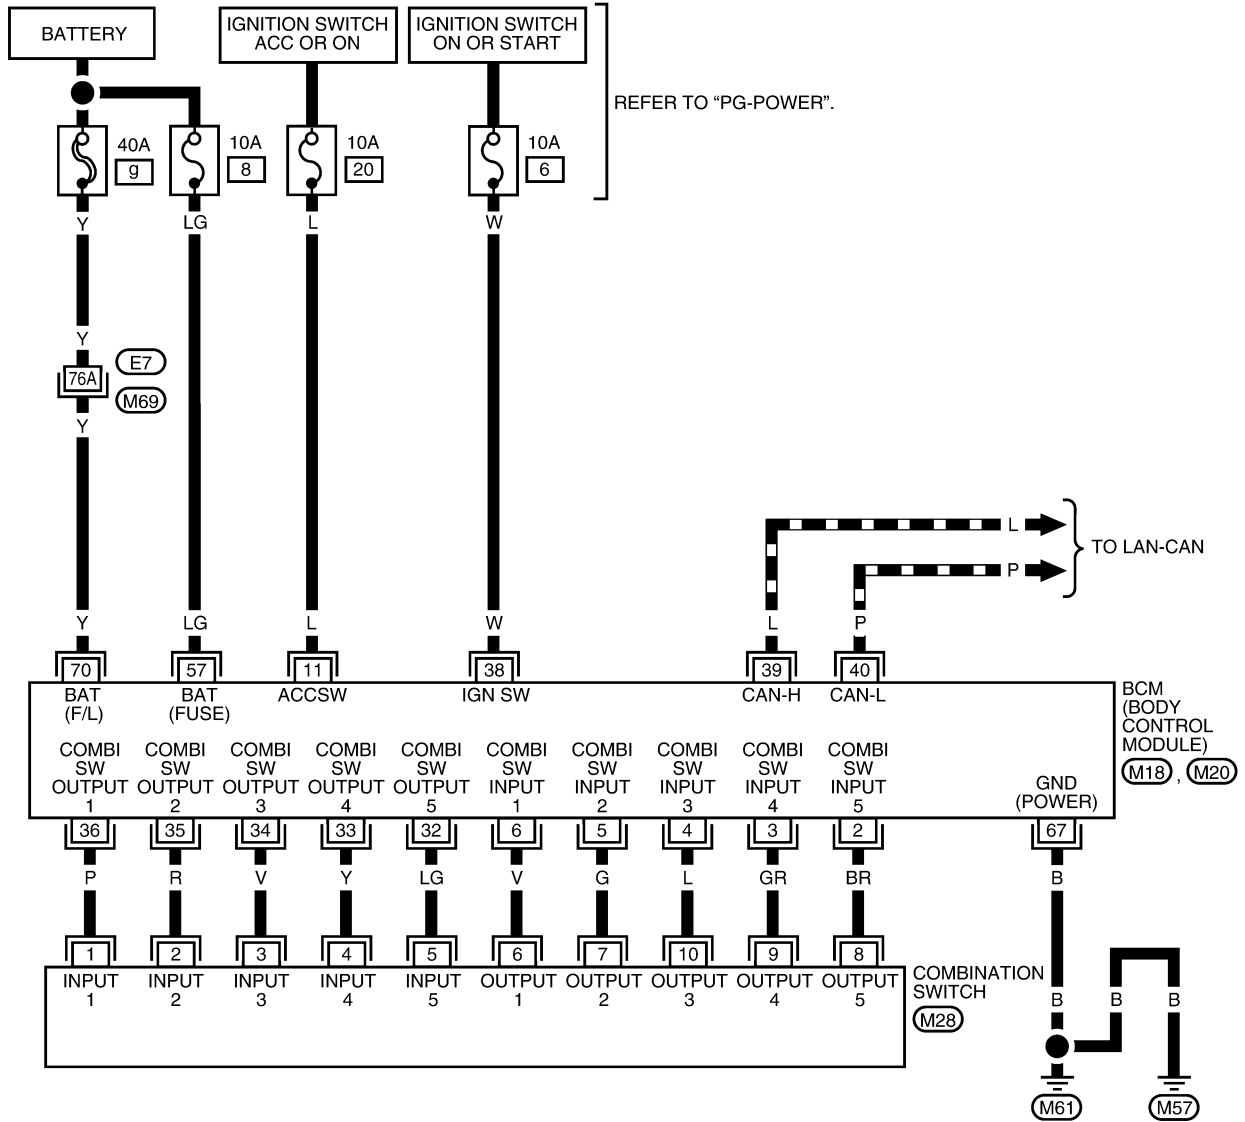 BATTERY
IGNITION SWITCH
ACC OR ON
IGNITION SWITCH
ON OR START
REFER TO “PG-POWER”.
40A
g
10A
8
10A
20
10A
6
Y
LG
L
W
Y
E7
76A
M69
Y
L
P
TO LAN-CAN
Y
LG
L
W
L
P
70
57
11
38
39
40
BAT
(F/L)
BAT
(FUSE)
ACCSW
IGN SW
CAN-H
CAN-L
BCM
(BODY
CONTROL
MODULE)
M18 , M20
COMBI
SW
OUTPUT
1
COMBI
SW
OUTPUT
2
COMBI
SW
OUTPUT
3
COMBI
SW
OUTPUT
4
COMBI
SW
OUTPUT
5
COMBI
SW
INPUT
1
COMBI
SW
INPUT
2
COMBI
SW
INPUT
3
COMBI
SW
INPUT
4
COMBI
SW
INPUT
5
GND
(POWER)
36
35
34
33
32
6
5
4
3
2
67
P
R
V
Y
LG
V
G
L
GR
BR
B
1
2
3
4
5
6
7
10
9
8
INPUT
1
INPUT
2
INPUT
3
INPUT
4
INPUT
5
OUTPUT
1
OUTPUT
2
OUTPUT
3
OUTPUT
4
OUTPUT
5
COMBINATION
SWITCH
M28
B
B
B
M61
M57